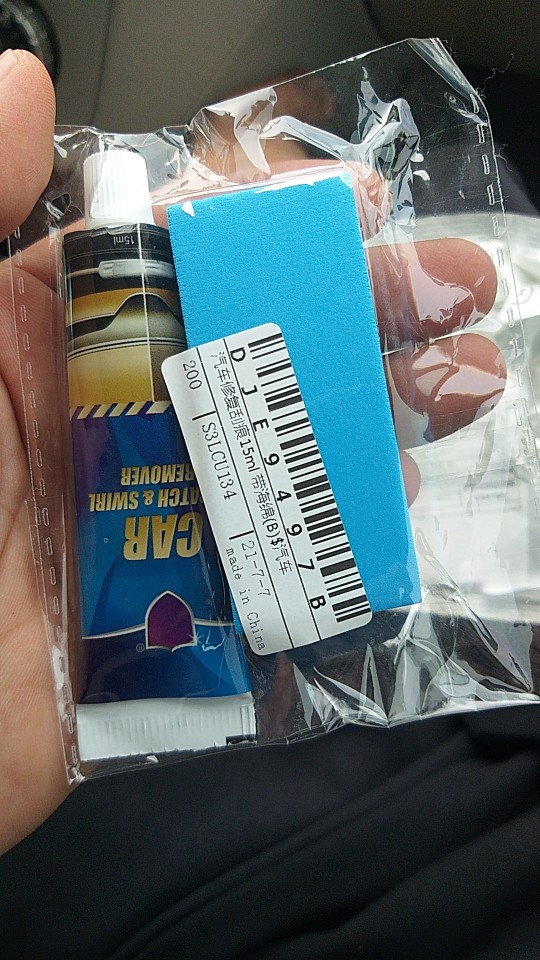 15ml
CAR
& SWIRL
REMOVER
®
DJE9497B
汽车修复刮痕15ml 带海绵(B)$汽车
S3LCU134 21-7-7
200 made in China